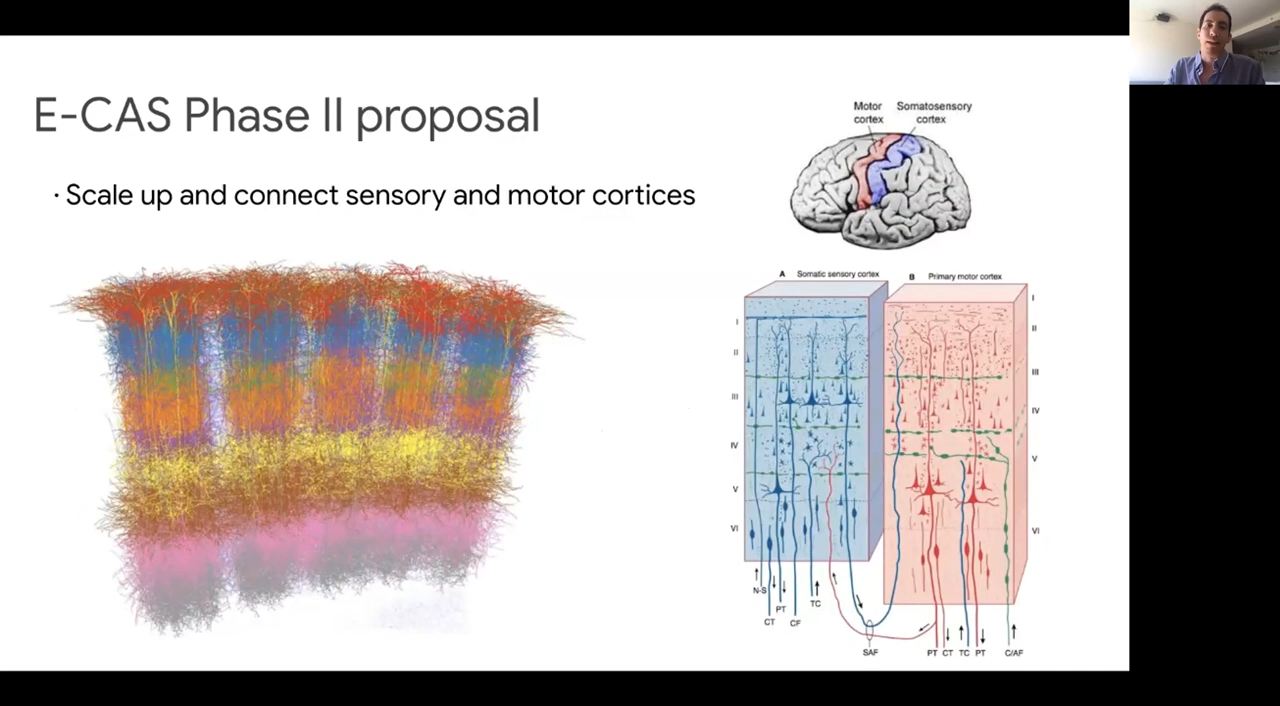 E-CAS Phase II proposal
· Scale up and connect sensory and motor cortices
Motor cortex
Somatosensory cortex
A Somatic sensory cortex
B Primary motor cortex
I
II
III
IV
V
VI
I
II
III
IV
V
VI
N-S
CT
PT
CF
TC
SAF
PT CT TC PT C/AF